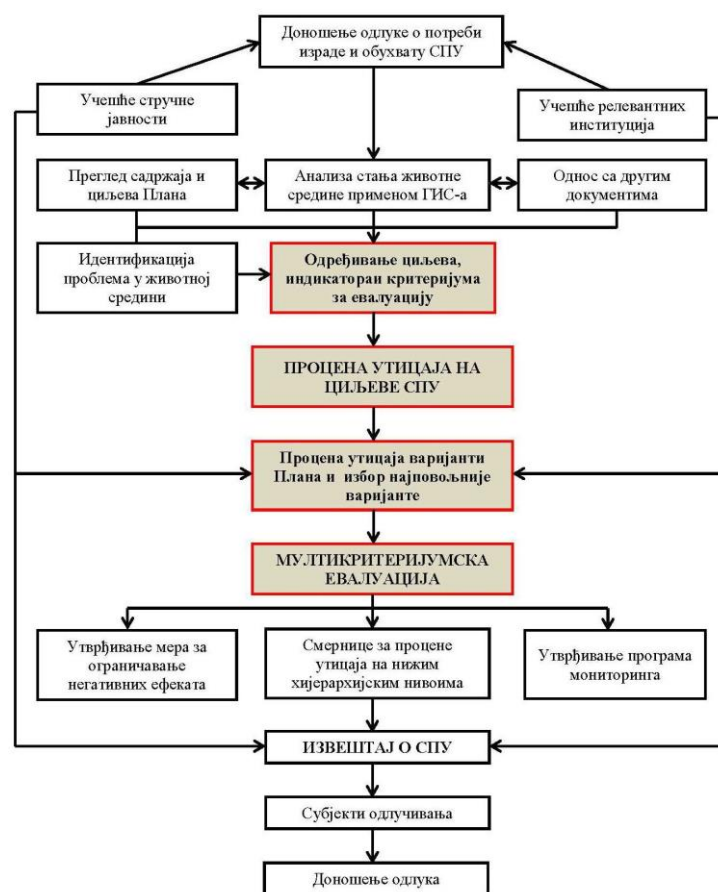 Доношење одлуке о потреби
израде и обухвату СПУ
Учешће стручне
јавности
Учешће релевантних
институција
Преглед садржаја и
циљева Плана
Анализа стања животне
средине применом ГИС-а
Однос са другим
документима
Идентификација
проблема у животној
средини
Одређивање циљева,
индикатораи критеријума
за евалуацију
ПРОЦЕНА УТИЦАЈА НА
ЦИЉЕВЕ СПУ
Процена утицаја варијанти
Плана и избор најповољније
варијанте
МУЛТИКРИТЕРИЈУМСКА
ЕВАЛУАЦИЈА
Утврђивање мера за
ограничавање
негативних ефеката
Смернице за процене
утицаја на нижим
хијерархијским нивоима
Утврђивање програма
мониторинга
ИЗВЕШТАЈ О СПУ
Субјекти одлучивања
Доношење одлука